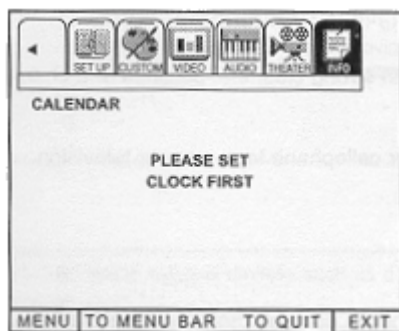 SET UP CUSTOM VIDEO AUDIO THEATER INFO
CALENDAR
PLEASE SET
CLOCK FIRST
MENU TO MENU BAR TO QUIT EXIT